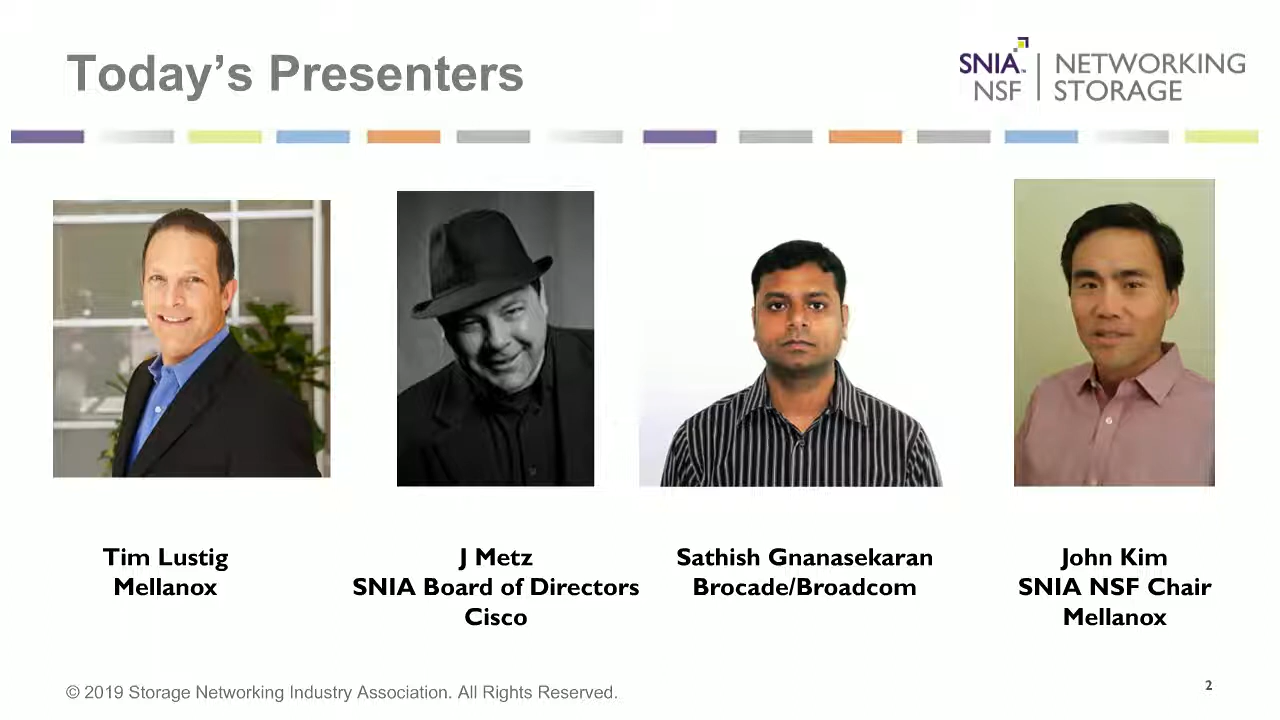 Today's Presenters
SNIA™ NETWORKING
NSF STORAGE
Tim Lustig
Mellanox
J Metz
SNIA Board of Directors
Cisco
Sathish Gnanasekaran
Brocade/Broadcom
John Kim
SNIA NSF Chair
Mellanox
© 2019 Storage Networking Industry Association. All Rights Reserved.
2